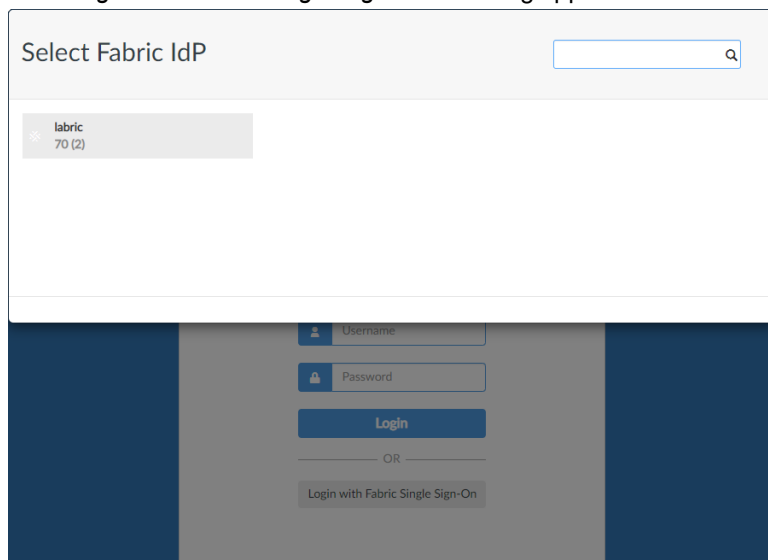 Select Fabric IdP
labric
70 (2)
Username
Password
Login
OR
Login with Fabric Single Sign-On